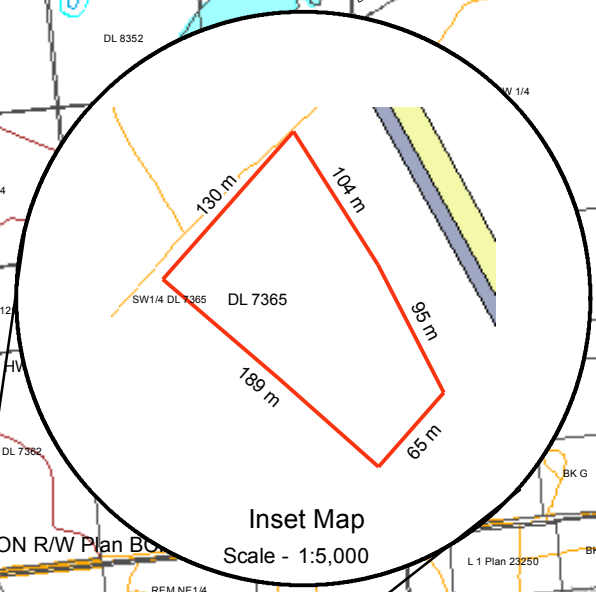 DL 8352
W 1/4
4
130 m
104 m
SW1/4 DL 7365
DL 7365
12
95 m
HW
189 m
65 m
DL 7362
BK G
Inset Map
ON R/W Plan BC
Scale - 1:5,000
BK
L 1 Plan 23250
REM NE1/4